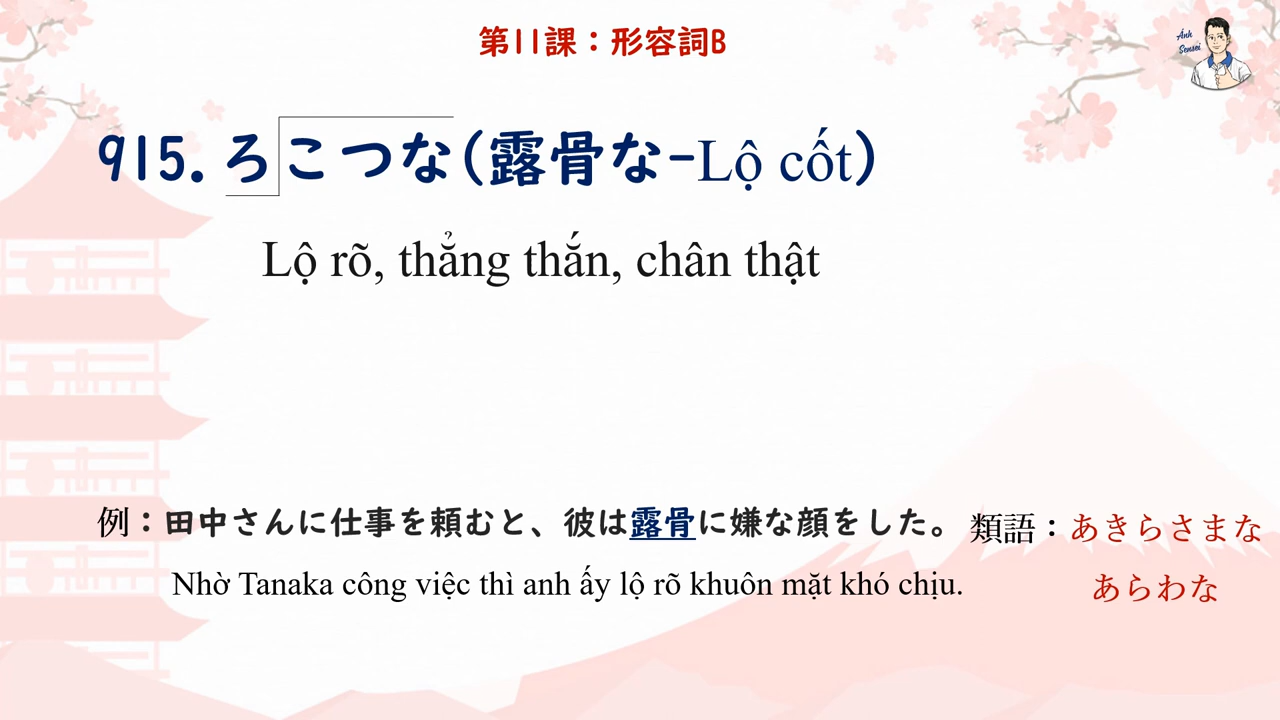 第11課：形容詞B
Anh
Sensei
915. ろこつな(露骨な-Lộ cốt)
Lộ rõ, thẳng thắn, chân thật
例：田中さんに仕事を頼むと、彼は露骨に嫌な顔をした。 類語：あきらさまな
Nhờ Tanaka công việc thì anh ấy lộ rõ khuôn mặt khó chịu. あらわな